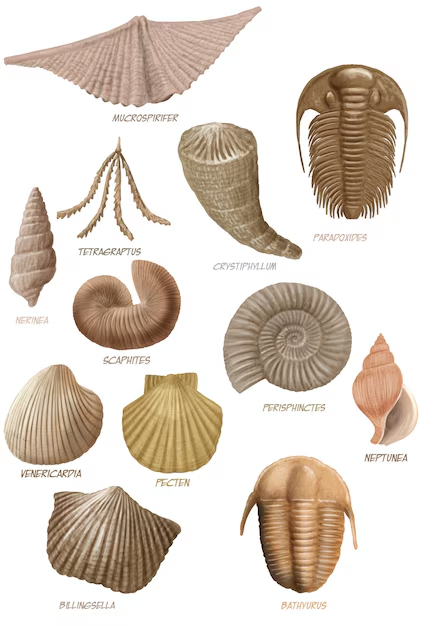 MUCROSPIRIFER
TETRAGRAPTUS
CRYSTIPHYLLUM
PARADOXIDES
NERINEA
SCAPHITES
PERISPHINCTES
NEPTUNEA
VENERICARDIA
PECTEN
BILLINGSELLA
BATHYURUS